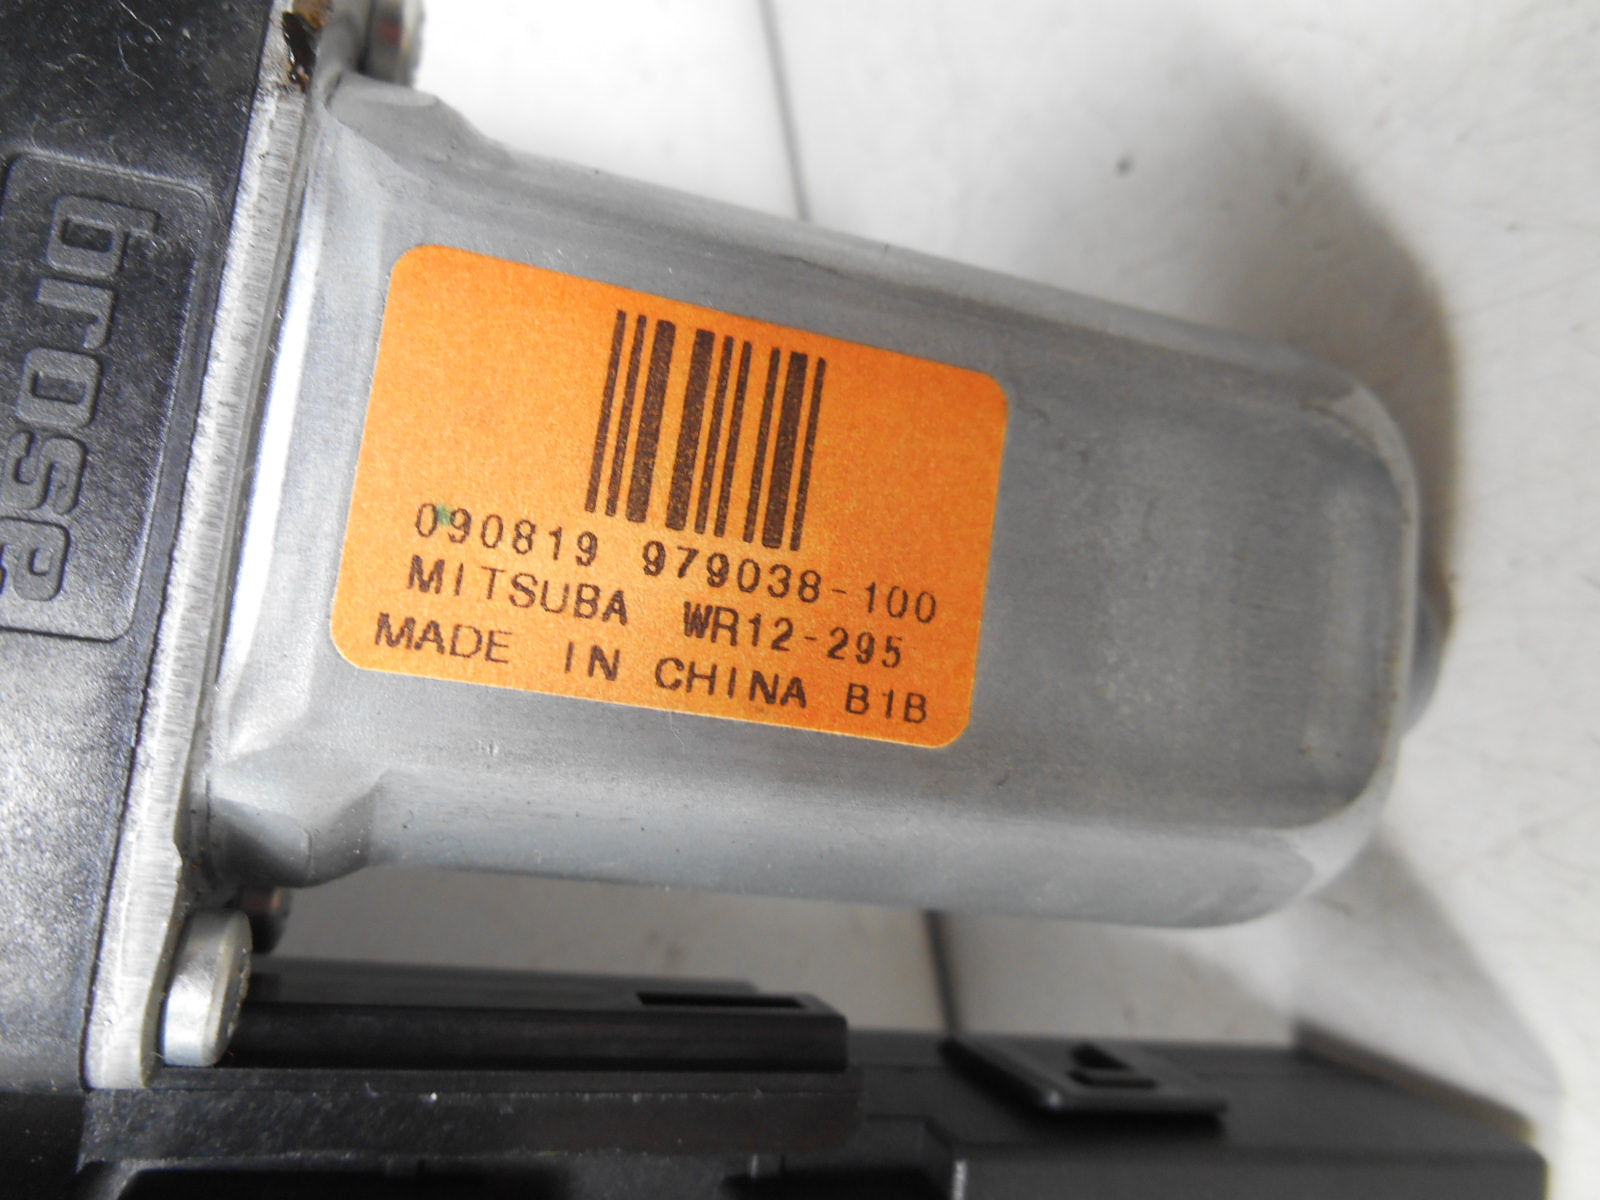 brose
090819 979038-100
MITSUBA WR12-295
MADE IN CHINA B1B